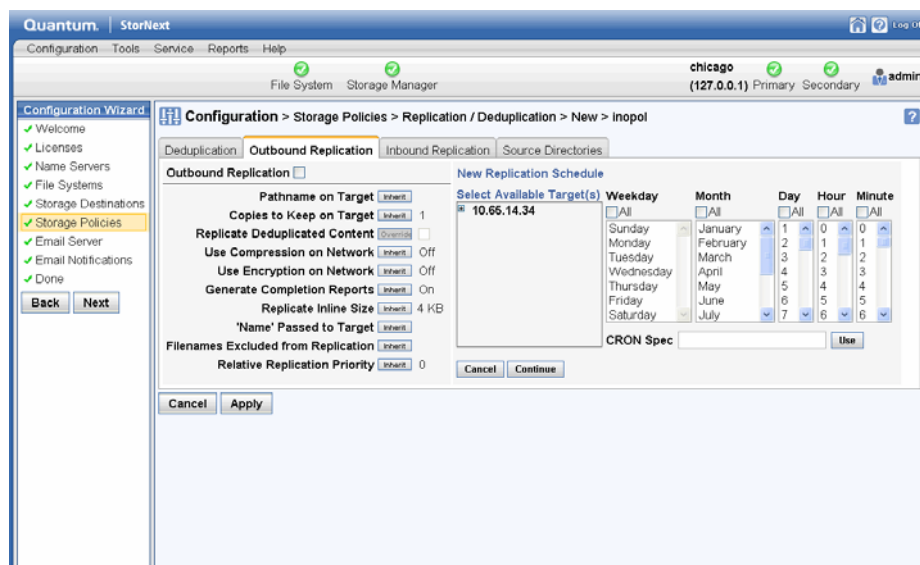 Quantum. | StorNext
Log Of
Configuration Tools Service Reports Help
File System Storage Manager
chicago
(127.0.0.1) Primary Secondary admin
Configuration Wizard
Welcome
Licenses
Name Servers
File Systems
Storage Destinations
Storage Policies
Email Server
Email Notifications
Done
Back Next
Configuration > Storage Policies > Replication / Deduplication > New > inopol
?
Deduplication Outbound Replication Inbound Replication Source Directories
Outbound Replication
Pathname on Target Inherit
Copies to Keep on Target Inherit 1
Replicate Deduplicated Content Override
Use Compression on Network Inherit Off
Use Encryption on Network Inherit Off
Generate Completion Reports Inherit On
Replicate Inline Size Inherit 4 KB
'Name' Passed to Target Inherit
Filenames Excluded from Replication Inherit
Relative Replication Priority Inherit 0
New Replication Schedule
Select Available Target(s) Weekday Month Day Hour Minute
10.65.14.34
All All All All All
Sunday January 1 0 0
Monday February 2 1 1
Tuesday March 3 2 2
Wednesday April 4 3 3
Thursday May 5 4 4
Friday June 6 5 5
Saturday July 7 6 6
CRON Spec Use
Cancel Continue
Cancel Apply